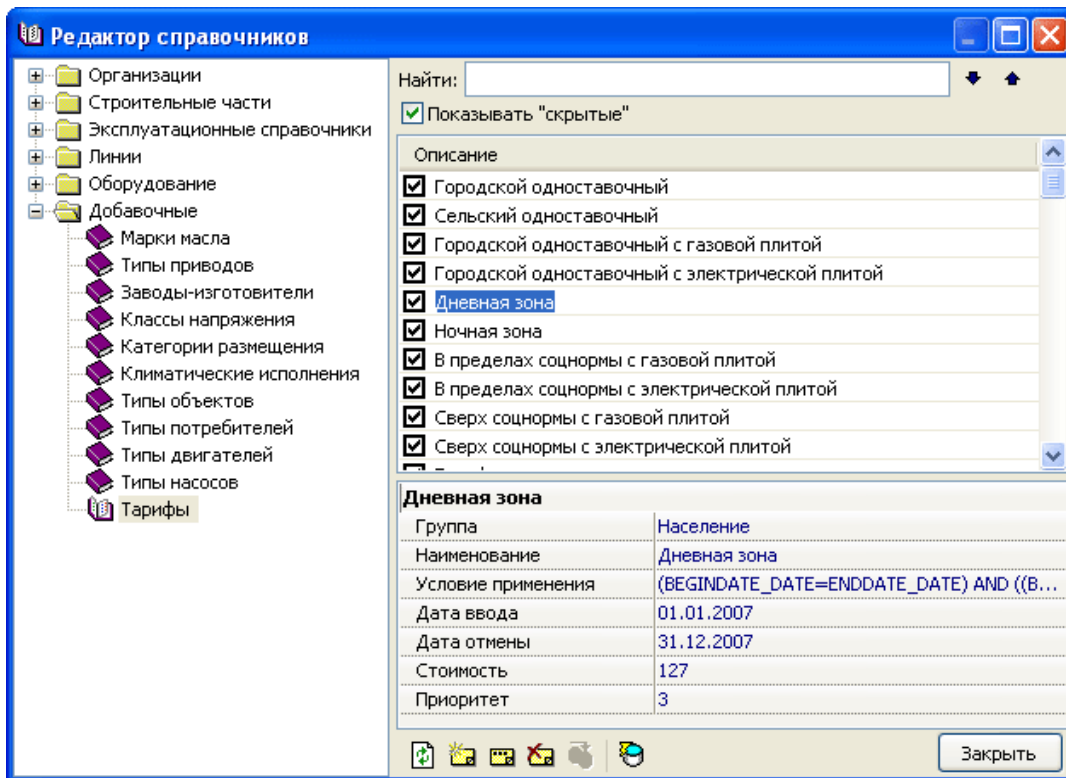 Редактор справочников
Организации
Строительные части
Эксплуатационные справочники
Линии
Оборудование
Добавочные
Марки масла
Типы приводов
Заводы-изготовители
Классы напряжения
Категории размещения
Климатические исполнения
Типы объектов
Типы потребителей
Типы двигателей
Типы насосов
Тарифы
Найти:
Показывать "скрытые"
Описание
Городской одноставочный
Сельский одноставочный
Городской одноставочный с газовой плитой
Городской одноставочный с электрической плитой
Дневная зона
Ночная зона
В пределах соцнормы с газовой плитой
В пределах соцнормы с электрической плитой
Сверх соцнормы с газовой плитой
Сверх соцнормы с электрической плитой
Дневная зона
Группа Население
Наименование Дневная зона
Условие применения (BEGINDATE_DATE=ENDDATE_DATE) AND ((B...
Дата ввода 01.01.2007
Дата отмены 31.12.2007
Стоимость 127
Приоритет 3
Закрыть